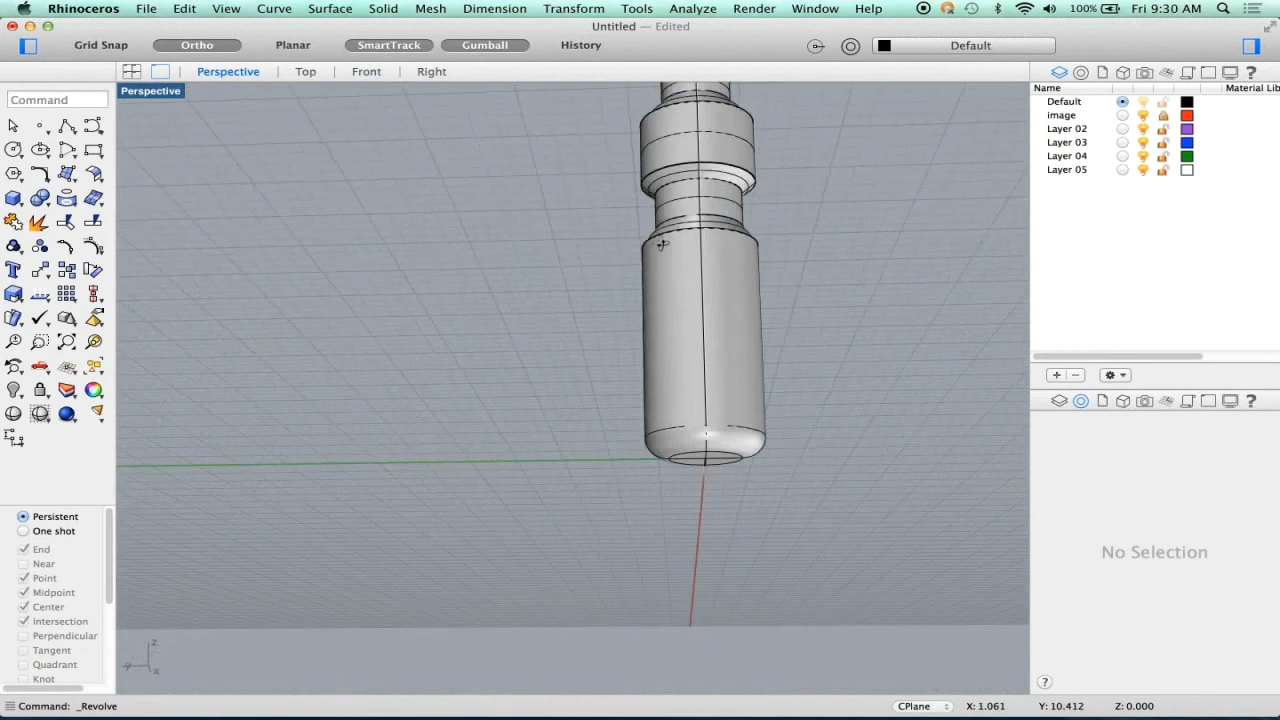 Rhinoceros File Edit View Curve Surface Solid Mesh Dimension Transform Tools Analyze Render Window Help 100% Fri 9:30 AM
Untitled — Edited
Grid Snap Ortho Planar SmartTrack Gumball History Default
Perspective Top Front Right
Perspective
Command
Name Material Lib
Default
image
Layer 02
Layer 03
Layer 04
Layer 05
Persistent
One shot
End
Near
Point
Midpoint
Center
Intersection
Perpendicular
Tangent
Quadrant
Knot
No Selection
z
y x
Command: _Revolve CPlane X: 1.061 Y: 10.412 Z: 0.000